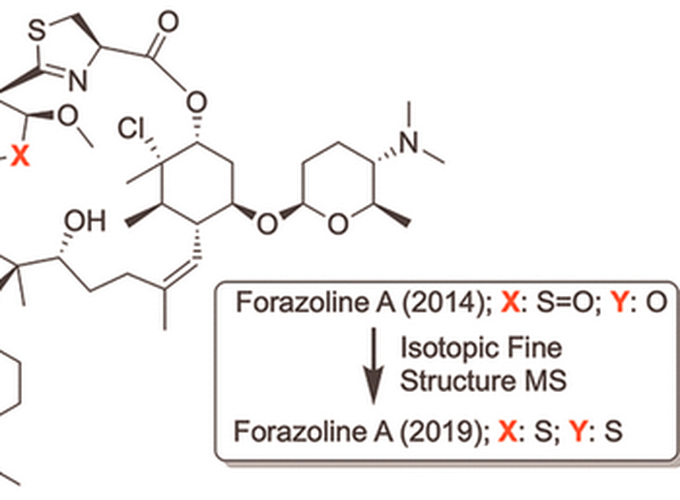 S
O
N
O
O
Cl
N
X
OH
O
O
Forazoline A (2014); X: S=O; Y: O
Isotopic Fine
Structure MS
Forazoline A (2019); X: S; Y: S